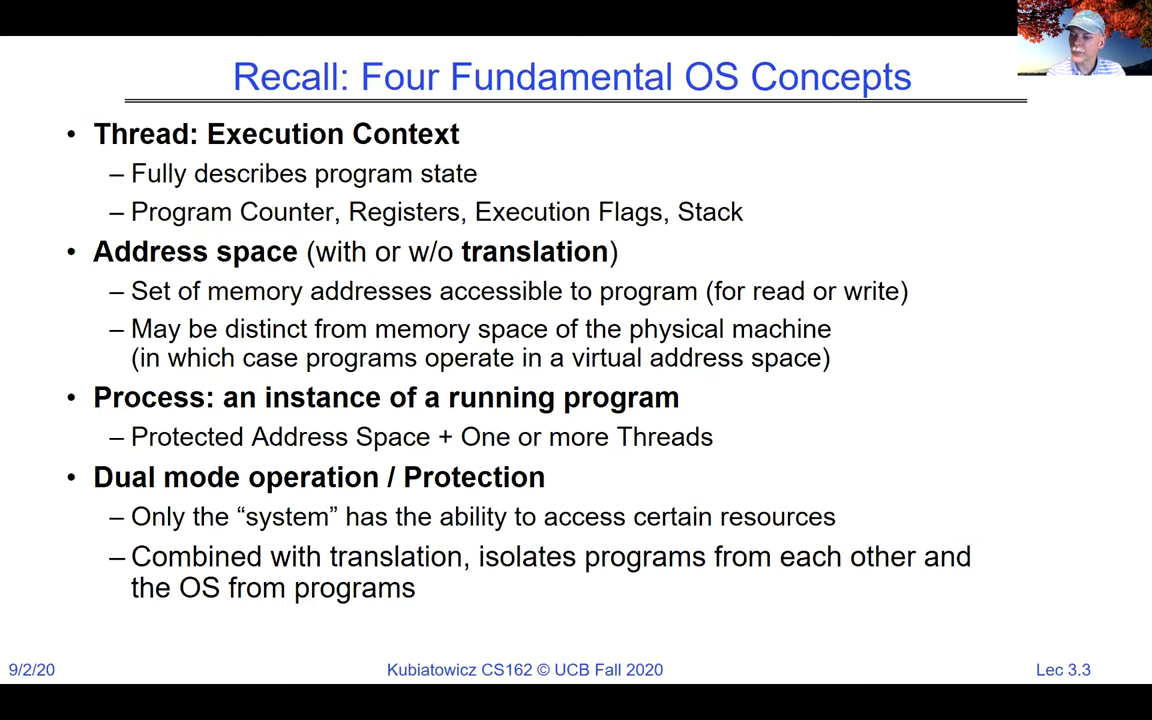 Recall: Four Fundamental OS Concepts
• Thread: Execution Context
– Fully describes program state
– Program Counter, Registers, Execution Flags, Stack
• Address space (with or w/o translation)
– Set of memory addresses accessible to program (for read or write)
– May be distinct from memory space of the physical machine
(in which case programs operate in a virtual address space)
• Process: an instance of a running program
– Protected Address Space + One or more Threads
• Dual mode operation / Protection
– Only the “system” has the ability to access certain resources
– Combined with translation, isolates programs from each other and
the OS from programs
9/2/20 Kubiatowicz CS162 © UCB Fall 2020 Lec 3.3